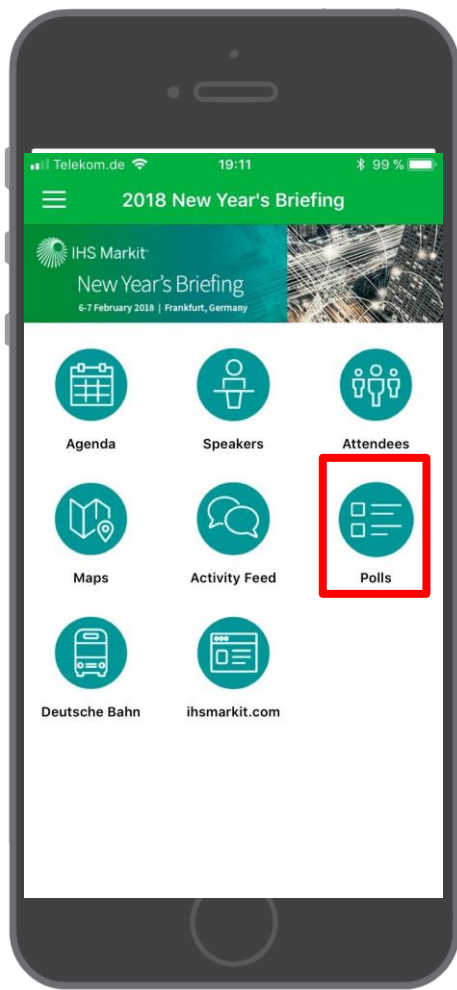 Telekom.de 19:11 99 %
2018 New Year's Briefing
IHS Markit
New Year's Briefing
6-7 February 2018 | Frankfurt, Germany
Agenda Speakers Attendees
Maps Activity Feed Polls
Deutsche Bahn ihsmarkit.com